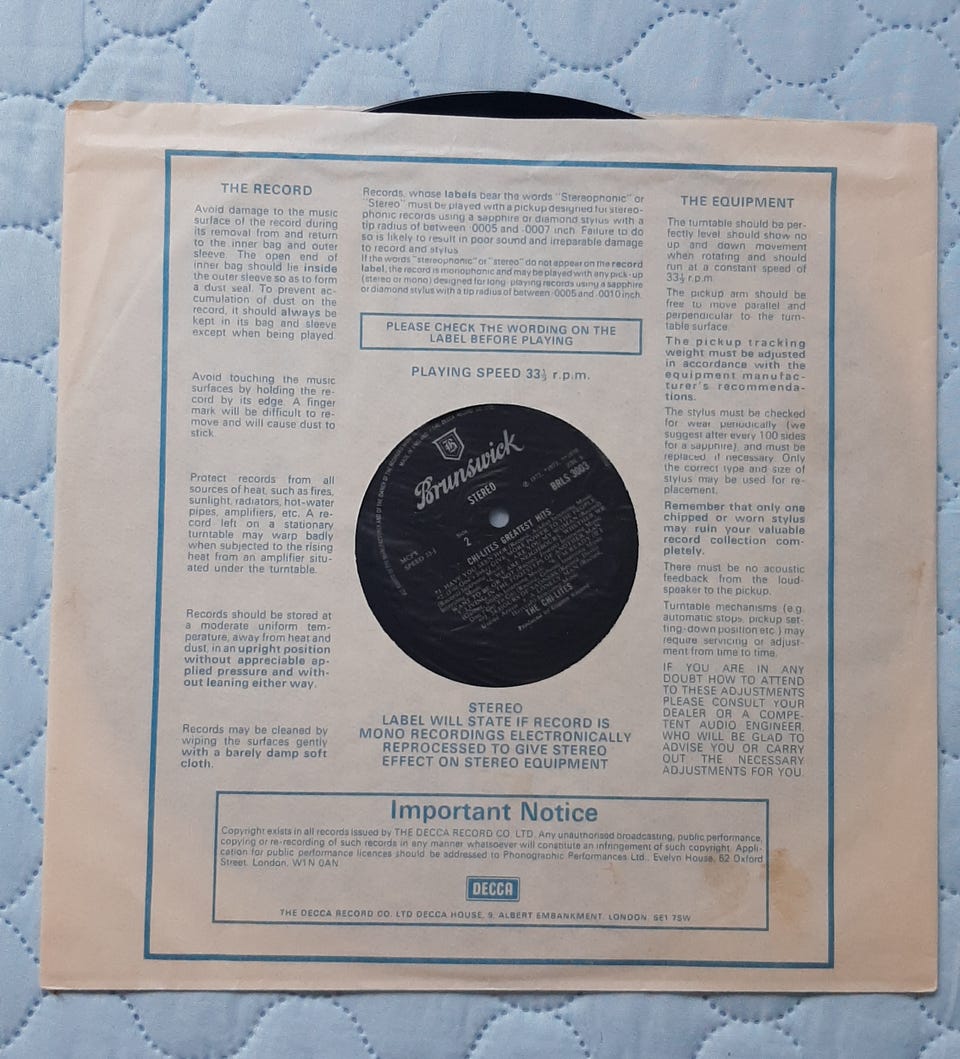 THE RECORD
Avoid damage to the music
surface of the record during
its removal from and return
to the inner bag and outer
sleeve. The open end of
inner bag should lie inside
the outer sleeve so as to form
a dust seal. To prevent ac-
cumulation of dust on the
record, it should always be
kept in its bag and sleeve
except when being played.
Avoid touching the music
surfaces by holding the re-
cord by its edge. A finger
mark will be difficult to re-
move and will cause dust to
stick.
Protect records from all
sources of heat, such as fires,
sunlight, radiators, hot-water
pipes, amplifiers, etc. A re-
cord left on a stationary
turntable may warp badly
when subjected to the rising
heat from an amplifier situ-
ated under the turntable.
Records should be stored at
a moderate uniform tem-
perature, away from heat and
dust, in an upright position
without appreciable ap-
plied pressure and with-
out leaning either way.
Records may be cleaned by
wiping the surfaces gently
with a barely damp soft
cloth.
Records, whose labels bear the words "Stereophonic" or
"Stereo" must be played with a pickup designed for stereo-
phonic records using a sapphire or diamond stylus with a
tip radius of between ·0005 and ·0007 inch. Failure to do
so is likely to result in poor sound and irreparable damage
to record and stylus.
If the words "stereophonic" or "stereo" do not appear on the record
label, the record is monophonic and may be played with any pick-up
(stereo or mono) designed for long-playing records using a sapphire
or diamond stylus with a tip radius of between ·0005 and ·0010 inch.
PLEASE CHECK THE WORDING ON THE
LABEL BEFORE PLAYING
PLAYING SPEED 33⅓ r.p.m.
B
Brunswick
STEREO
BRLS 3003
Side
2
CHI-LITES GREATEST HITS
MCPS
SPEED 33⅓
THE CHI-LITES
STEREO
LABEL WILL STATE IF RECORD IS
MONO RECORDINGS ELECTRONICALLY
REPROCESSED TO GIVE STEREO
EFFECT ON STEREO EQUIPMENT
THE EQUIPMENT
The turntable should be per-
fectly level should show no
up and down movement
when rotating and should
run at a constant speed of
33⅓ r.p.m.
The pickup arm should be
free to move parallel and
perpendicular to the turn-
table surface.
The pickup tracking
weight must be adjusted
in accordance with the
equipment manufac-
turer's recommenda-
tions.
The stylus must be checked
for wear periodically (we
suggest after every 100 sides
for a sapphire), and must be
replaced if necessary. Only
the correct type and size of
stylus may be used for re-
placement.
Remember that only one
chipped or worn stylus
may ruin your valuable
record collection com-
pletely.
There must be no acoustic
feedback from the loud-
speaker to the pickup.
Turntable mechanisms (e.g.
automatic stops, pickup set-
ting-down position etc.) may
require servicing or adjust-
ment from time to time.
IF YOU ARE IN ANY
DOUBT HOW TO ATTEND
TO THESE ADJUSTMENTS
PLEASE CONSULT YOUR
DEALER OR A COMPE-
TENT AUDIO ENGINEER,
WHO WILL BE GLAD TO
ADVISE YOU OR CARRY
OUT THE NECESSARY
ADJUSTMENTS FOR YOU.
Important Notice
Copyright exists in all records issued by THE DECCA RECORD CO. LTD. Any unauthorised broadcasting, public performance,
copying or re-recording of such records in any manner whatsoever will constitute an infringement of such copyright. Appli-
cation for public performance licences should be addressed to Phonographic Performances Ltd., Evelyn House, 62 Oxford
Street, London, W1N 0AN
DECCA
THE DECCA RECORD CO. LTD DECCA HOUSE, 9, ALBERT EMBANKMENT, LONDON, SE1 7SW